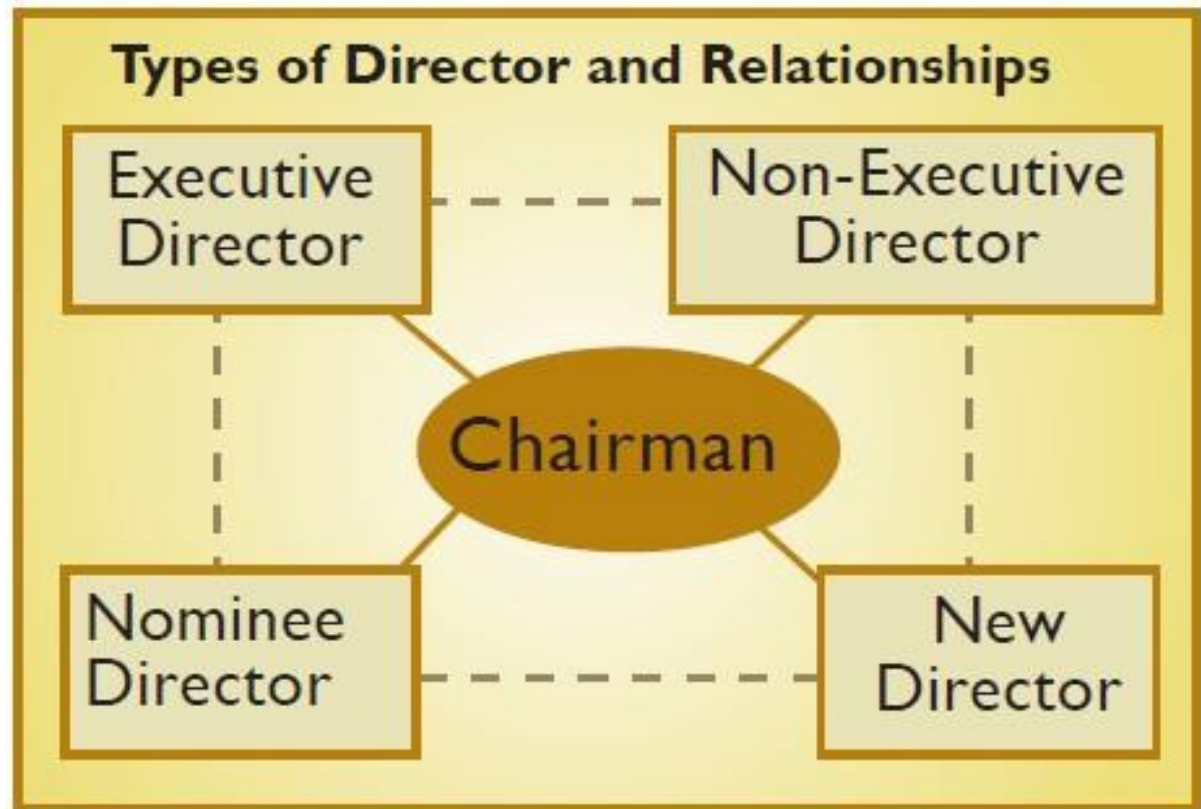 Types of Director and Relationships
Executive
Director
Non-Executive
Director
Chairman
Nominee
Director
New
Director